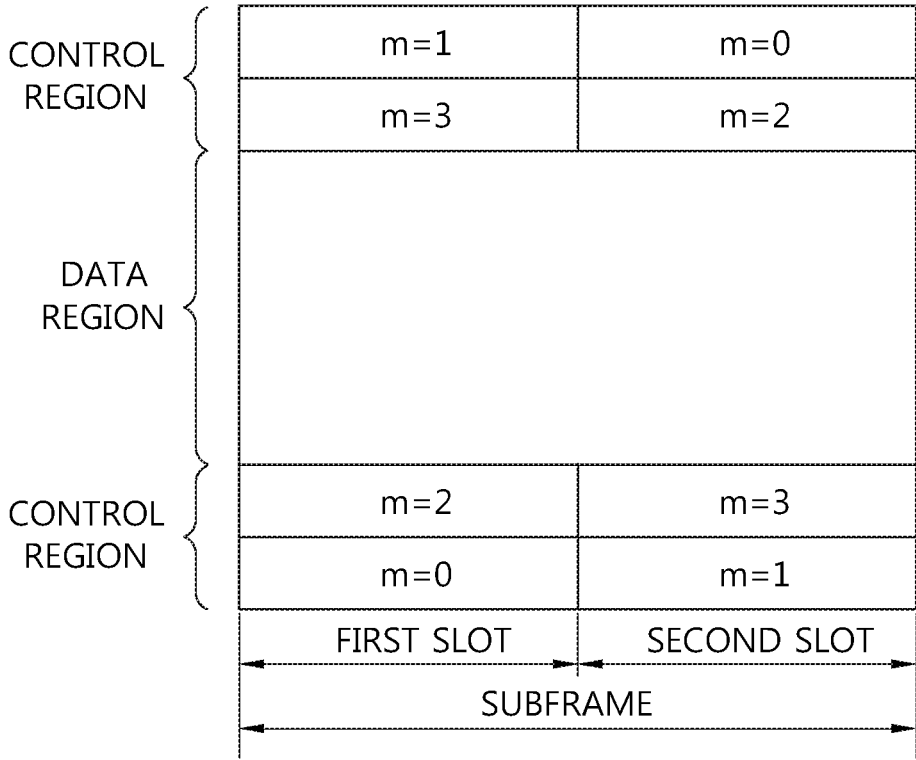 CONTROL
REGION
m=1
m=0
m=3
m=2
DATA
REGION
CONTROL
REGION
m=2
m=3
m=0
m=1
FIRST SLOT
SECOND SLOT
SUBFRAME